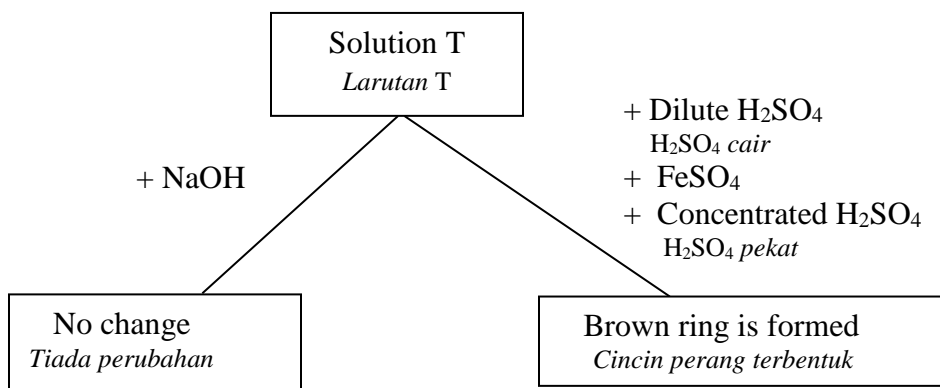 Solution T
Larutan T
+ Dilute H₂SO₄
H₂SO₄ cair
+ NaOH
+ FeSO₄
+ Concentrated H₂SO₄
H₂SO₄ pekat
No change
Tiada perubahan
Brown ring is formed
Cincin perang terbentuk